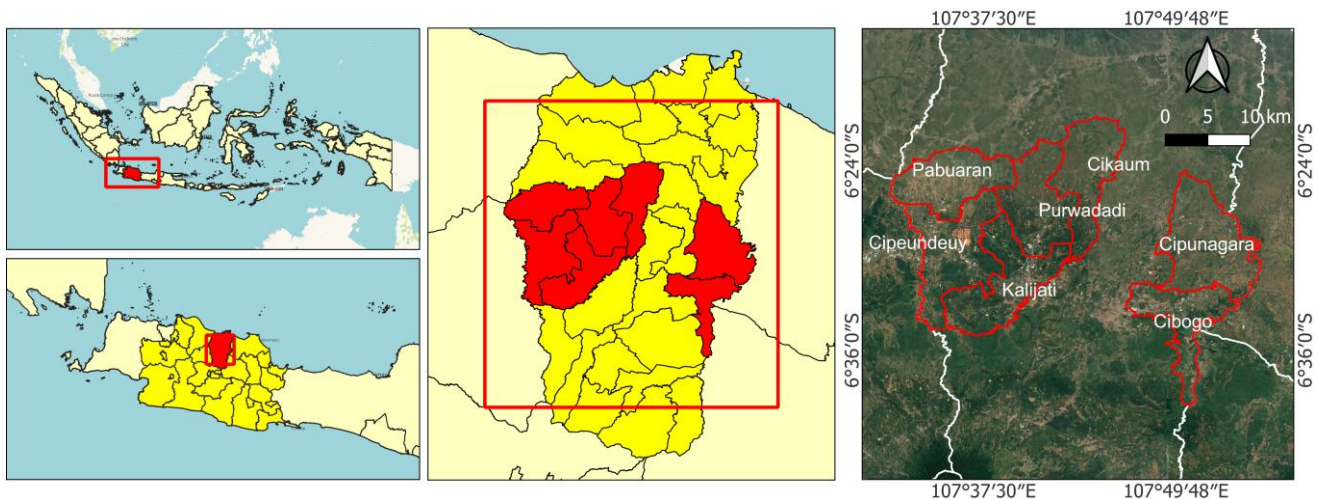 107°37′30″E
107°49′48″E
0 5 10 km
6°24′0″S
6°24′0″S
Pabuaran
Cikaum
Purwadadi
Cipeundeuy
Cipunagara
Kalijati
Cibogo
6°36′0″S
6°36′0″S
107°37′30″E
107°49′48″E